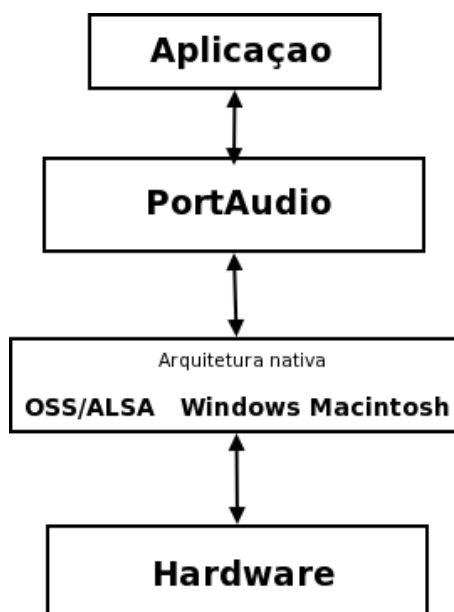 Aplicaçao
PortAudio
Arquitetura nativa
OSS/ALSA Windows Macintosh
Hardware